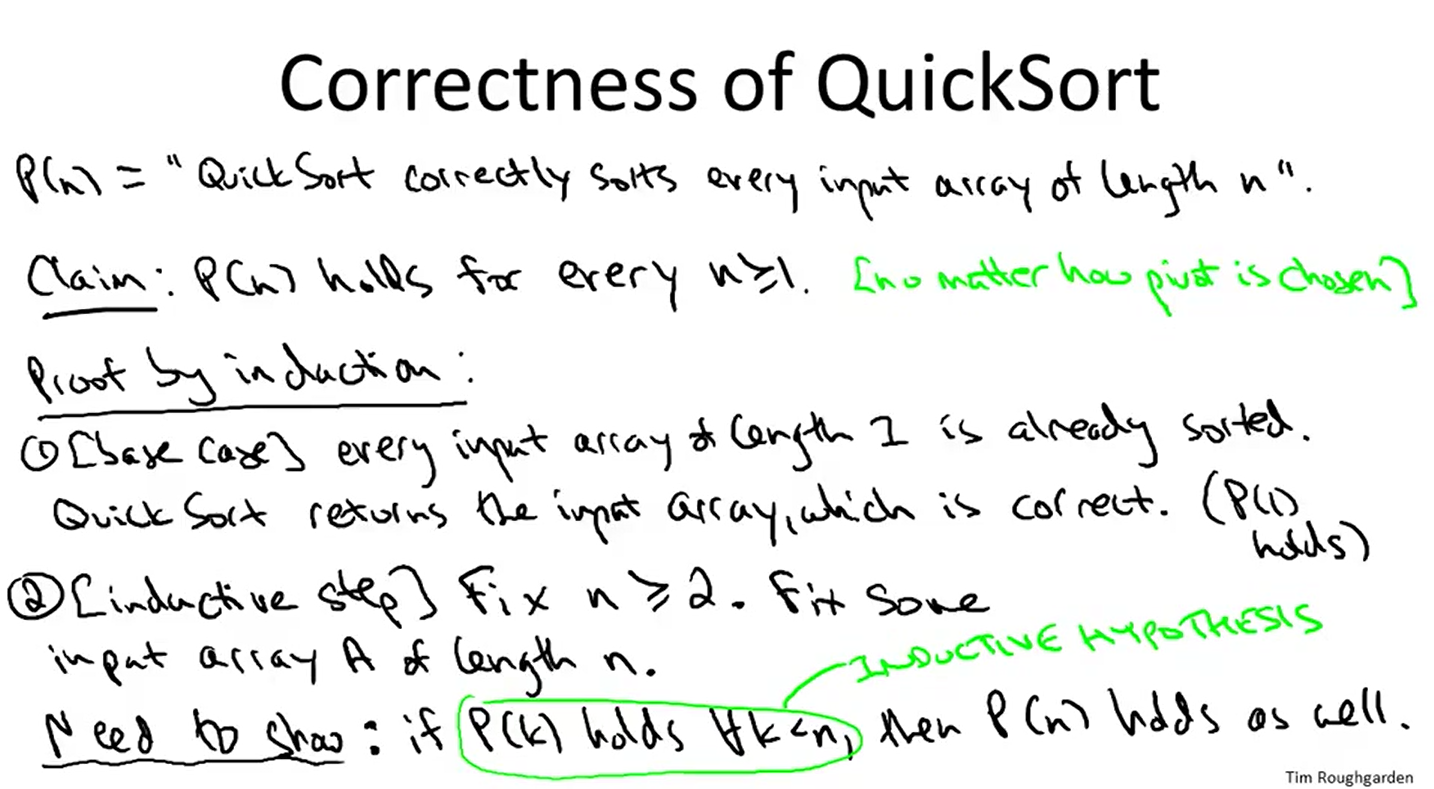 Correctness of QuickSort
P(n) = "QuickSort correctly sorts every input array of length n".
Claim: P(n) holds for every n≥1. [no matter how pivot is chosen]
Proof by induction:
① [base case] every input array of length 1 is already sorted.
QuickSort returns the input array, which is correct. (P(1)
holds)
② [inductive step] Fix n ≥ 2. Fix some
input array A of length n.
INDUCTIVE HYPOTHESIS
Need to show: if P(k) holds ∀k<n, then P(n) holds as well.
Tim Roughgarden